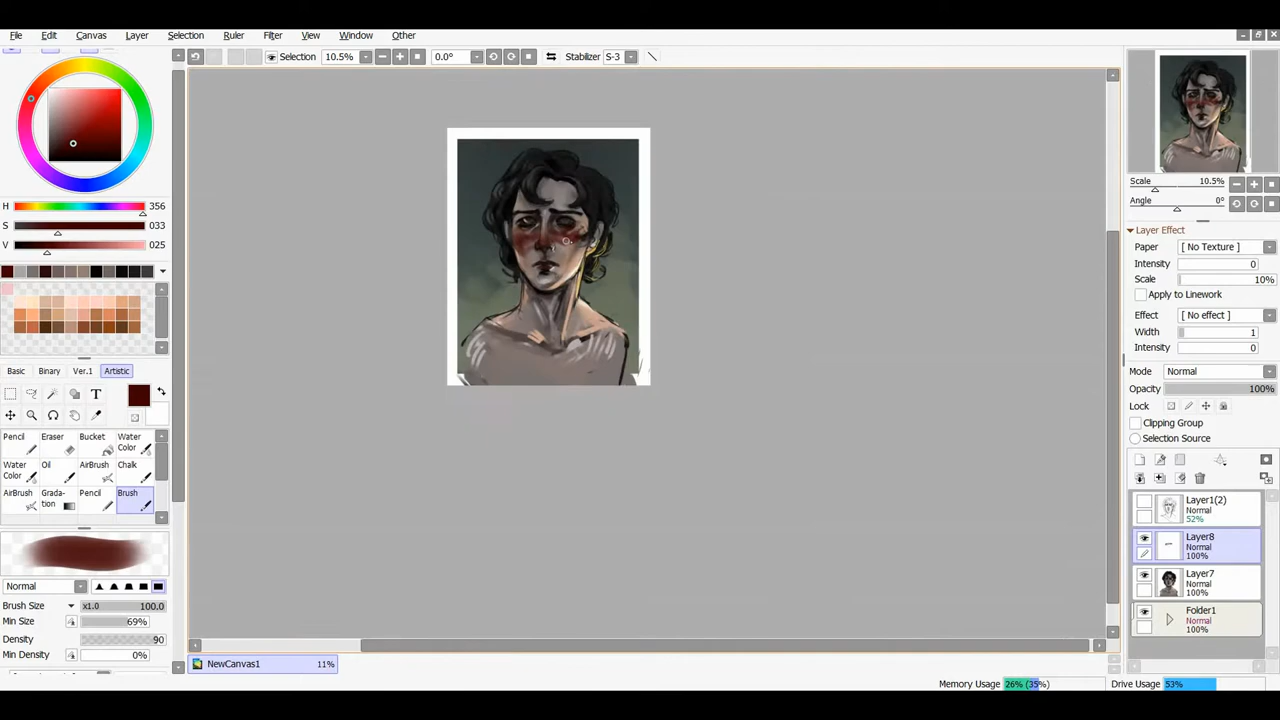 File Edit Canvas Layer Selection Ruler Filter View Window Other
Selection 10.5% 0.0° Stabilizer S-3
H 356
S 033
V 025
Basic Binary Ver.1 Artistic
T
Pencil Eraser Bucket Water Color
Water Color Oil AirBrush Chalk
AirBrush Gradation Pencil Brush
Normal
Brush Size x1.0 100.0
Min Size 69%
Density 90
Min Density 0%
NewCanvas1 11%
Scale 10.5%
Angle 0°
Layer Effect
Paper [ No Texture ]
Intensity 0
Scale 10%
Apply to Linework
Effect [ No effect ]
Width 1
Intensity 0
Mode Normal
Opacity 100%
Lock
Clipping Group
Selection Source
Layer1(2)
Normal
52%
Layer8
Normal
100%
Layer7
Normal
100%
Folder1
Normal
100%
Memory Usage 26% (35%) Drive Usage 53%